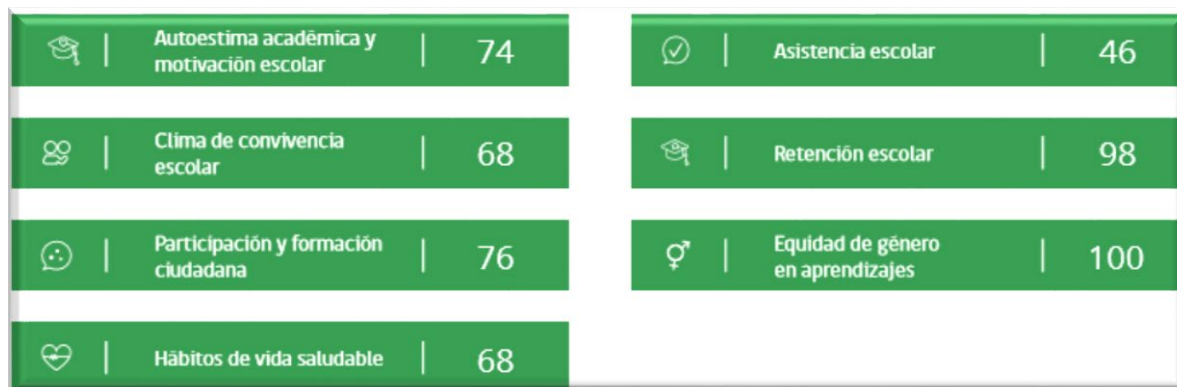 Autoestima académica y
motivación escolar
74
Clima de convivencia
escolar
68
Participación y formación
ciudadana
76
Hábitos de vida saludable
68
Asistencia escolar
46
Retención escolar
98
Equidad de género
en aprendizajes
100